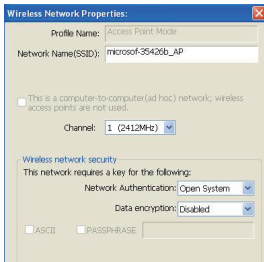 Wireless Network Properties:
Profile Name: Access Point Mode
Network Name(SSID): microsof-35426b_AP
This is a computer-to-computer(ad hoc) network; wireless
access points are not used.
Channel: 1 (2412MHz)
Wireless network security
This network requires a key for the following:
Network Authentication: Open System
Data encryption: Disabled
ASCII PASSPHRASE